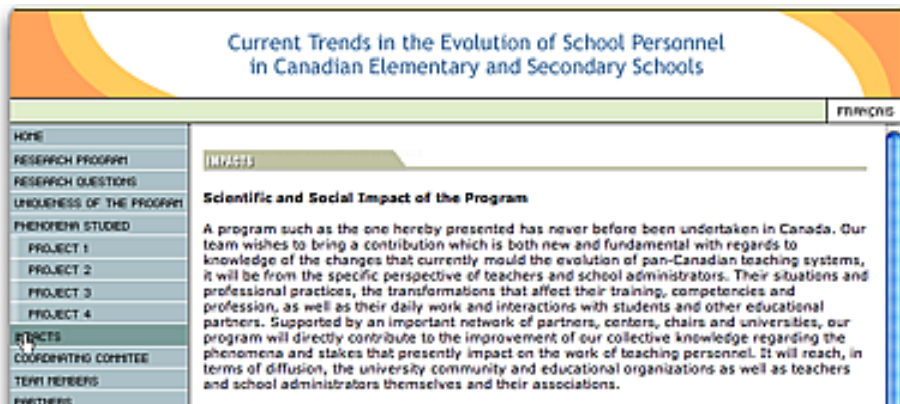 Current Trends in the Evolution of School Personnel
in Canadian Elementary and Secondary Schools
FRANÇAIS
HOME
RESEARCH PROGRAM
RESEARCH QUESTIONS
UNIQUENESS OF THE PROGRAM
PHENOMENA STUDIED
PROJECT 1
PROJECT 2
PROJECT 3
PROJECT 4
IMPACTS
COORDINATING COMMITEE
TEAM MEMBERS
PARTNERS
IMPACTS
Scientific and Social Impact of the Program
A program such as the one hereby presented has never before been undertaken in Canada. Our
team wishes to bring a contribution which is both new and fundamental with regards to
knowledge of the changes that currently mould the evolution of pan-Canadian teaching systems,
it will be from the specific perspective of teachers and school administrators. Their situations and
professional practices, the transformations that affect their training, competencies and
profession, as well as their daily work and interactions with students and other educational
partners. Supported by an important network of partners, centers, chairs and universities, our
program will directly contribute to the improvement of our collective knowledge regarding the
phenomena and stakes that presently impact on the work of teaching personnel. It will reach, in
terms of diffusion, the university community and educational organizations as well as teachers
and school administrators themselves and their associations.